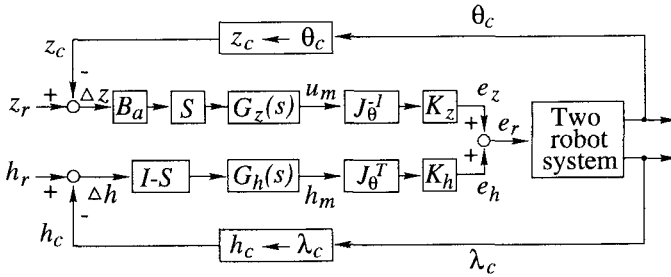 θc
zc ← θc
zc
-
zr + Δz Ba S Gz(s) um Jθ^-1 Kz ez
+
er
Two robot system
+
hr + Δh I-S Gh(s) hm Jθ^T Kh eh
-
hc
hc ← λc
λc